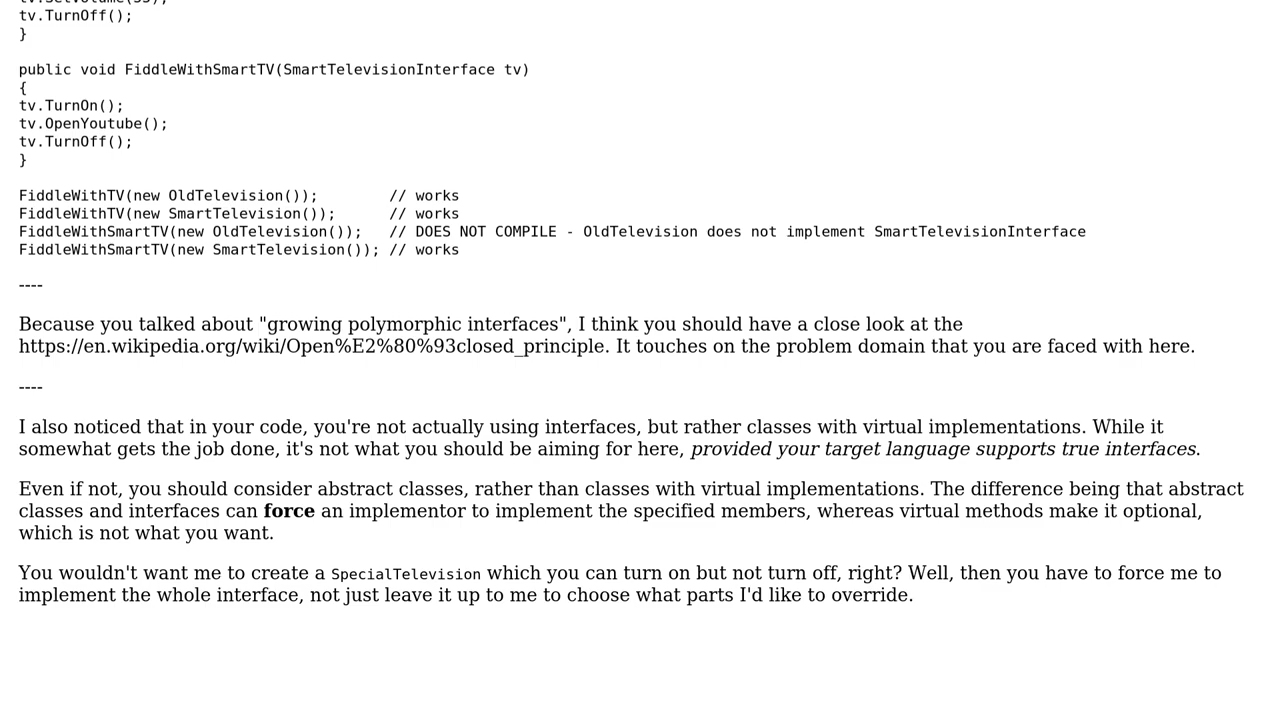 tv.SetVolume(35);
tv.TurnOff();
}
public void FiddleWithSmartTV(SmartTelevisionInterface tv)
{
tv.TurnOn();
tv.OpenYoutube();
tv.TurnOff();
}
FiddleWithTV(new OldTelevision());        // works
FiddleWithTV(new SmartTelevision());      // works
FiddleWithSmartTV(new OldTelevision());   // DOES NOT COMPILE - OldTelevision does not implement SmartTelevisionInterface
FiddleWithSmartTV(new SmartTelevision()); // works
----
Because you talked about "growing polymorphic interfaces", I think you should have a close look at the
https://en.wikipedia.org/wiki/Open%E2%80%93closed_principle. It touches on the problem domain that you are faced with here.
----
I also noticed that in your code, you're not actually using interfaces, but rather classes with virtual implementations. While it
somewhat gets the job done, it's not what you should be aiming for here, provided your target language supports true interfaces.
Even if not, you should consider abstract classes, rather than classes with virtual implementations. The difference being that abstract
classes and interfaces can force an implementor to implement the specified members, whereas virtual methods make it optional,
which is not what you want.
You wouldn't want me to create a SpecialTelevision which you can turn on but not turn off, right? Well, then you have to force me to
implement the whole interface, not just leave it up to me to choose what parts I'd like to override.